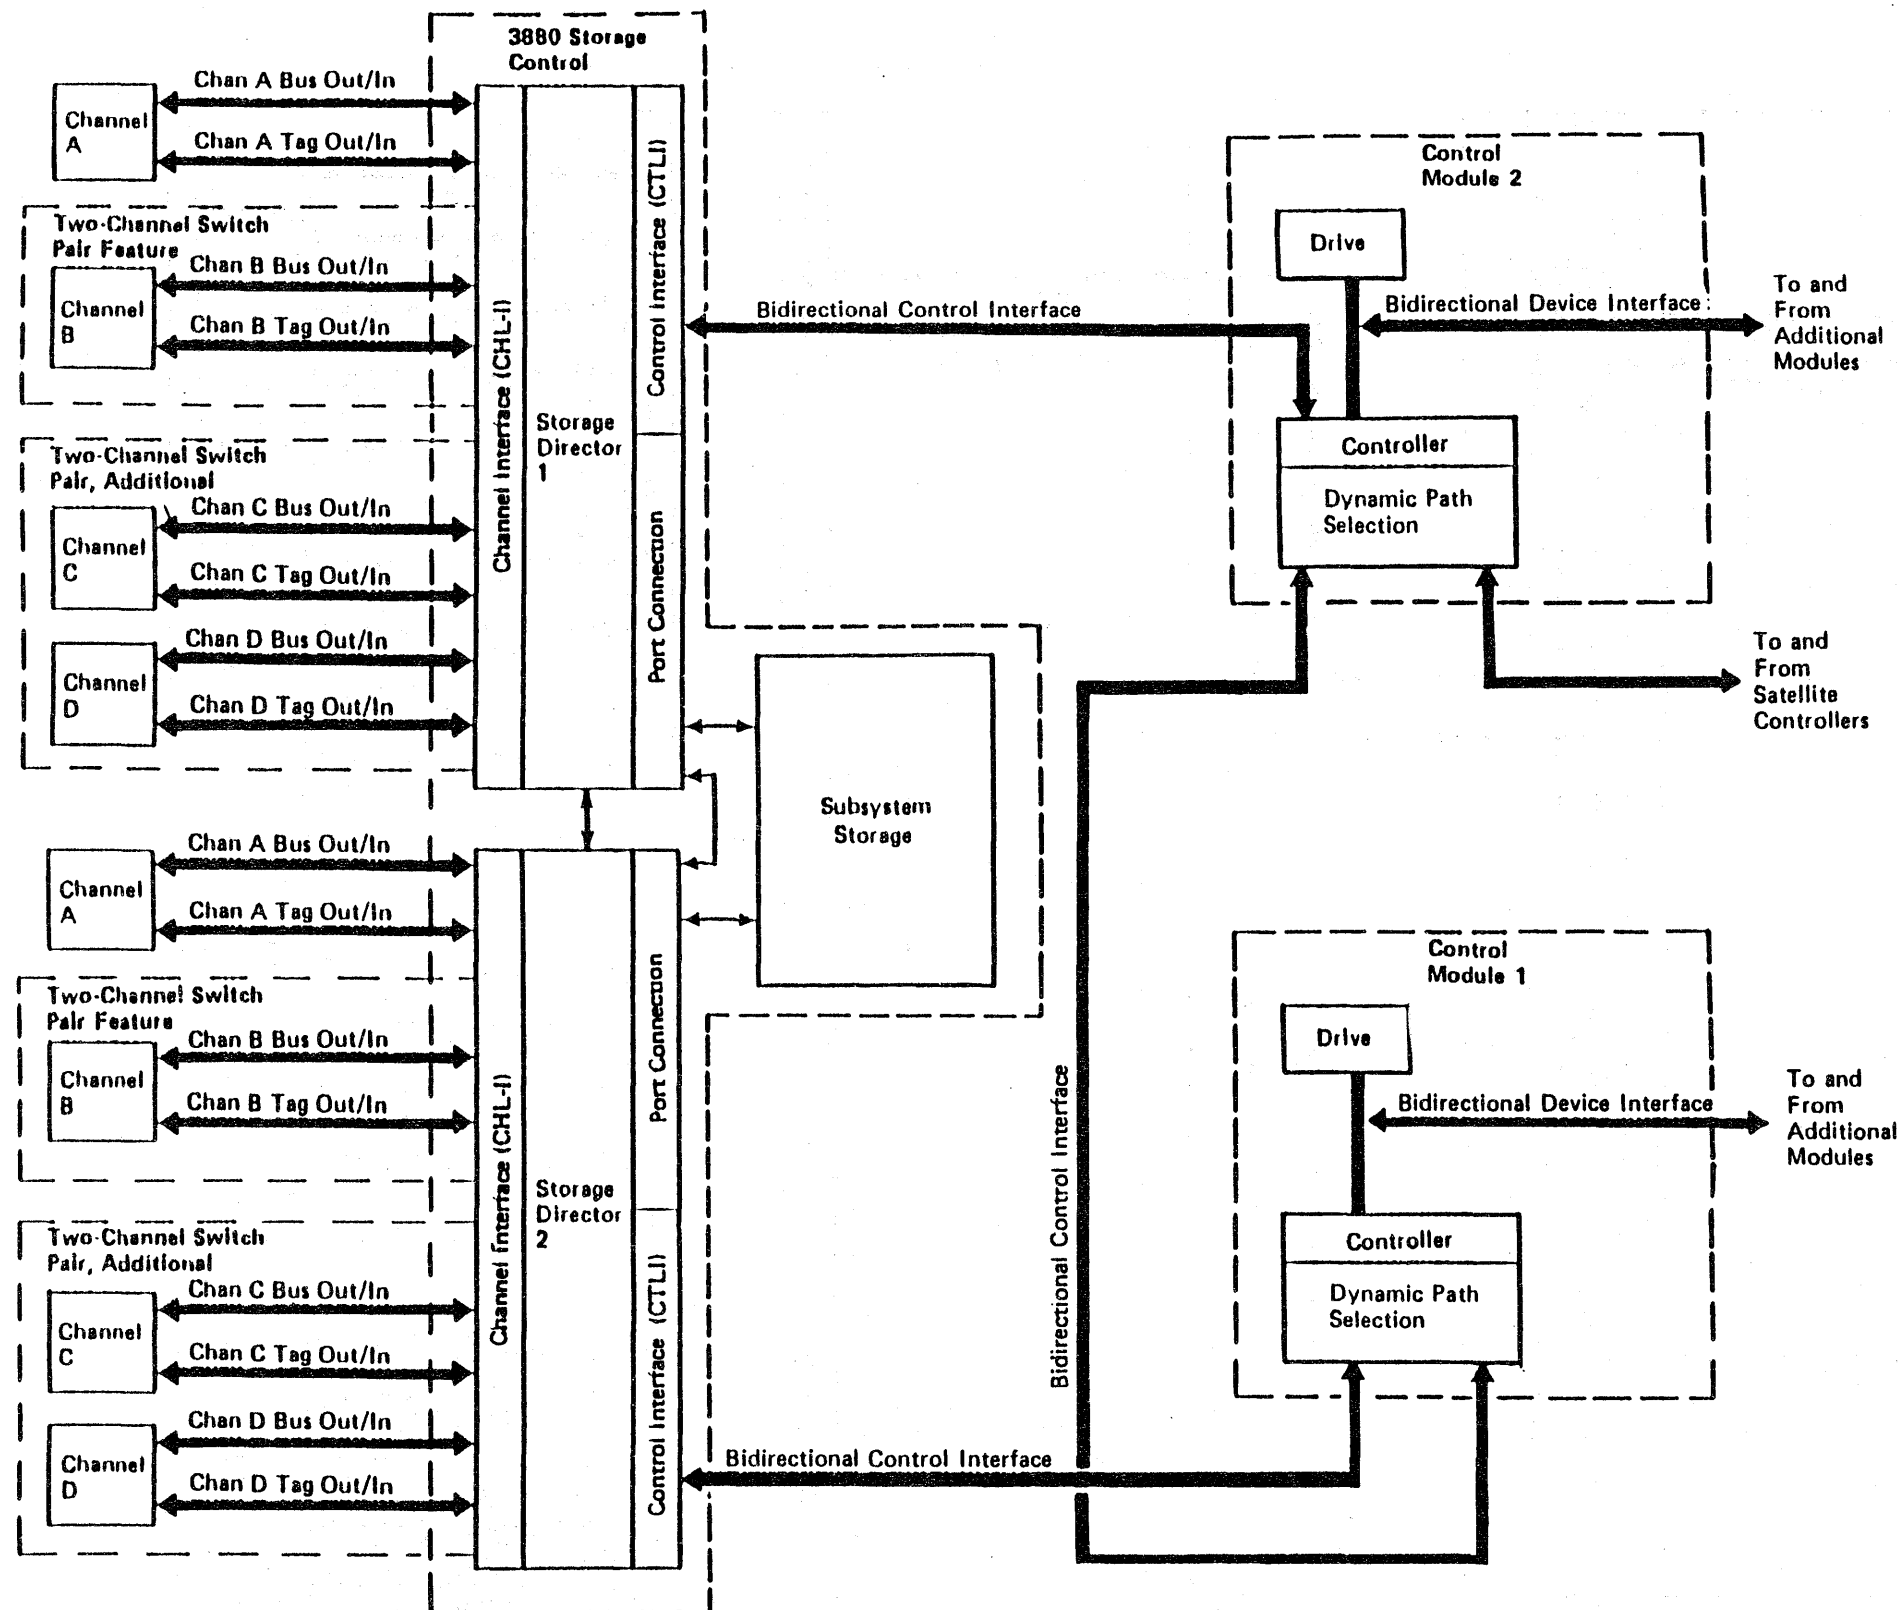 3880 Storage
Control
Chan A Bus Out/In
Channel
A
Chan A Tag Out/In
Two-Channel Switch
Pair Feature
Chan B Bus Out/In
Channel
B
Chan B Tag Out/In
Two-Channel Switch
Pair, Additional
Chan C Bus Out/In
Channel
C
Chan C Tag Out/In
Chan D Bus Out/In
Channel
D
Chan D Tag Out/In
Channel Interface (CHL-I)
Storage
Director
1
Control Interface (CTLI)
Port Connection
Bidirectional Control Interface
Control
Module 2
Drive
Bidirectional Device Interface
To and
From
Additional
Modules
Controller
Dynamic Path
Selection
To and
From
Satellite
Controllers
Subsystem
Storage
Chan A Bus Out/In
Channel
A
Chan A Tag Out/In
Two-Channel Switch
Pair Feature
Chan B Bus Out/In
Channel
B
Chan B Tag Out/In
Two-Channel Switch
Pair, Additional
Chan C Bus Out/In
Channel
C
Chan C Tag Out/In
Chan D Bus Out/In
Channel
D
Chan D Tag Out/In
Channel Interface (CHL-I)
Storage
Director
2
Port Connection
Control Interface (CTLI)
Bidirectional Control Interface
Bidirectional Control Interface
Control
Module 1
Drive
Bidirectional Device Interface
To and
From
Additional
Modules
Controller
Dynamic Path
Selection